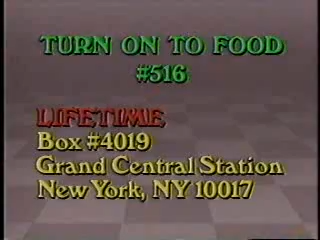 TURN ON TO FOOD
#516
LIFETIME
Box #4019
Grand Central Station
New York, NY 10017